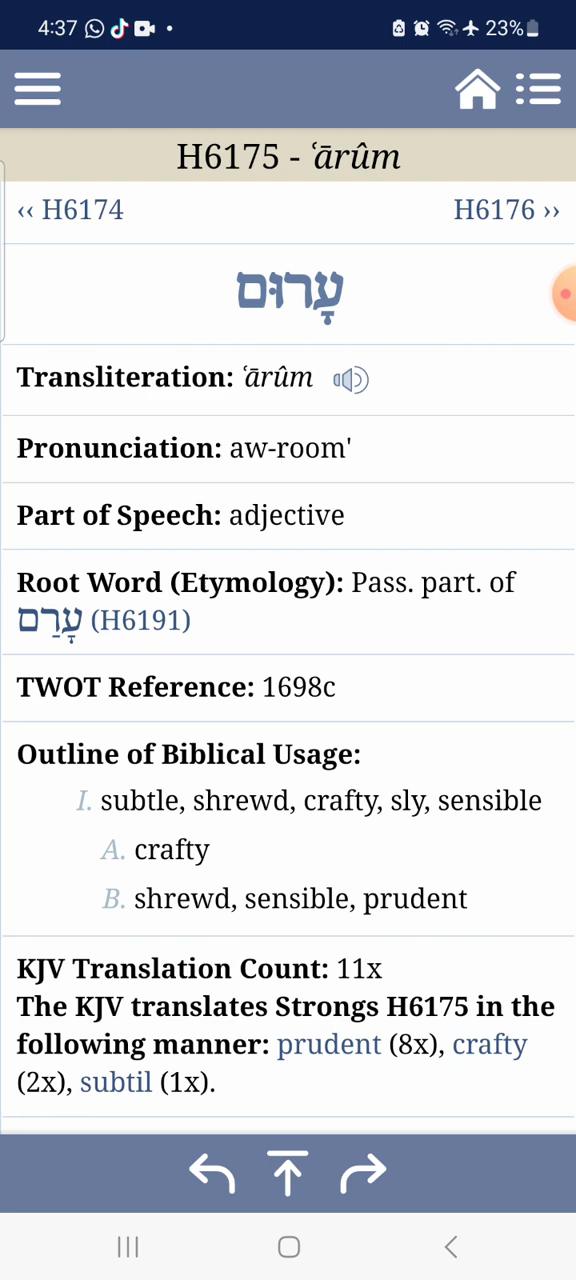 4:37 23%
H6175 - ʿārûm
‹‹ H6174 H6176 ››
עָרוּם
Transliteration: ʿārûm
Pronunciation: aw-room'
Part of Speech: adjective
Root Word (Etymology): Pass. part. of
עָרַם (H6191)
TWOT Reference: 1698c
Outline of Biblical Usage:
I. subtle, shrewd, crafty, sly, sensible
A. crafty
B. shrewd, sensible, prudent
KJV Translation Count: 11x
The KJV translates Strongs H6175 in the
following manner: prudent (8x), crafty
(2x), subtil (1x).